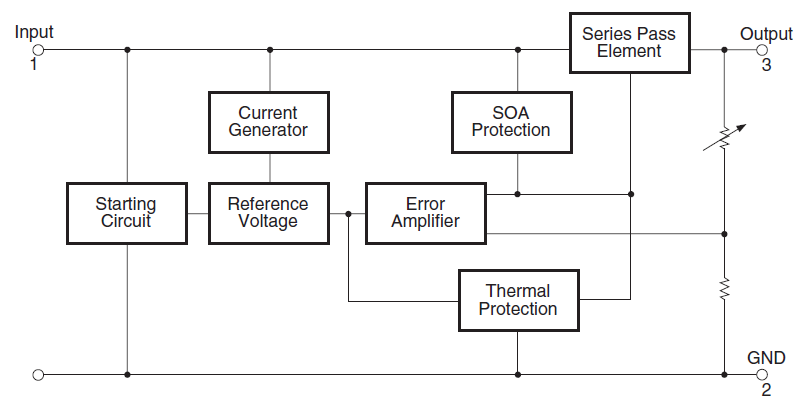 Input
1
Series Pass
Element
Output
3
Current
Generator
SOA
Protection
Starting
Circuit
Reference
Voltage
Error
Amplifier
Thermal
Protection
GND
2